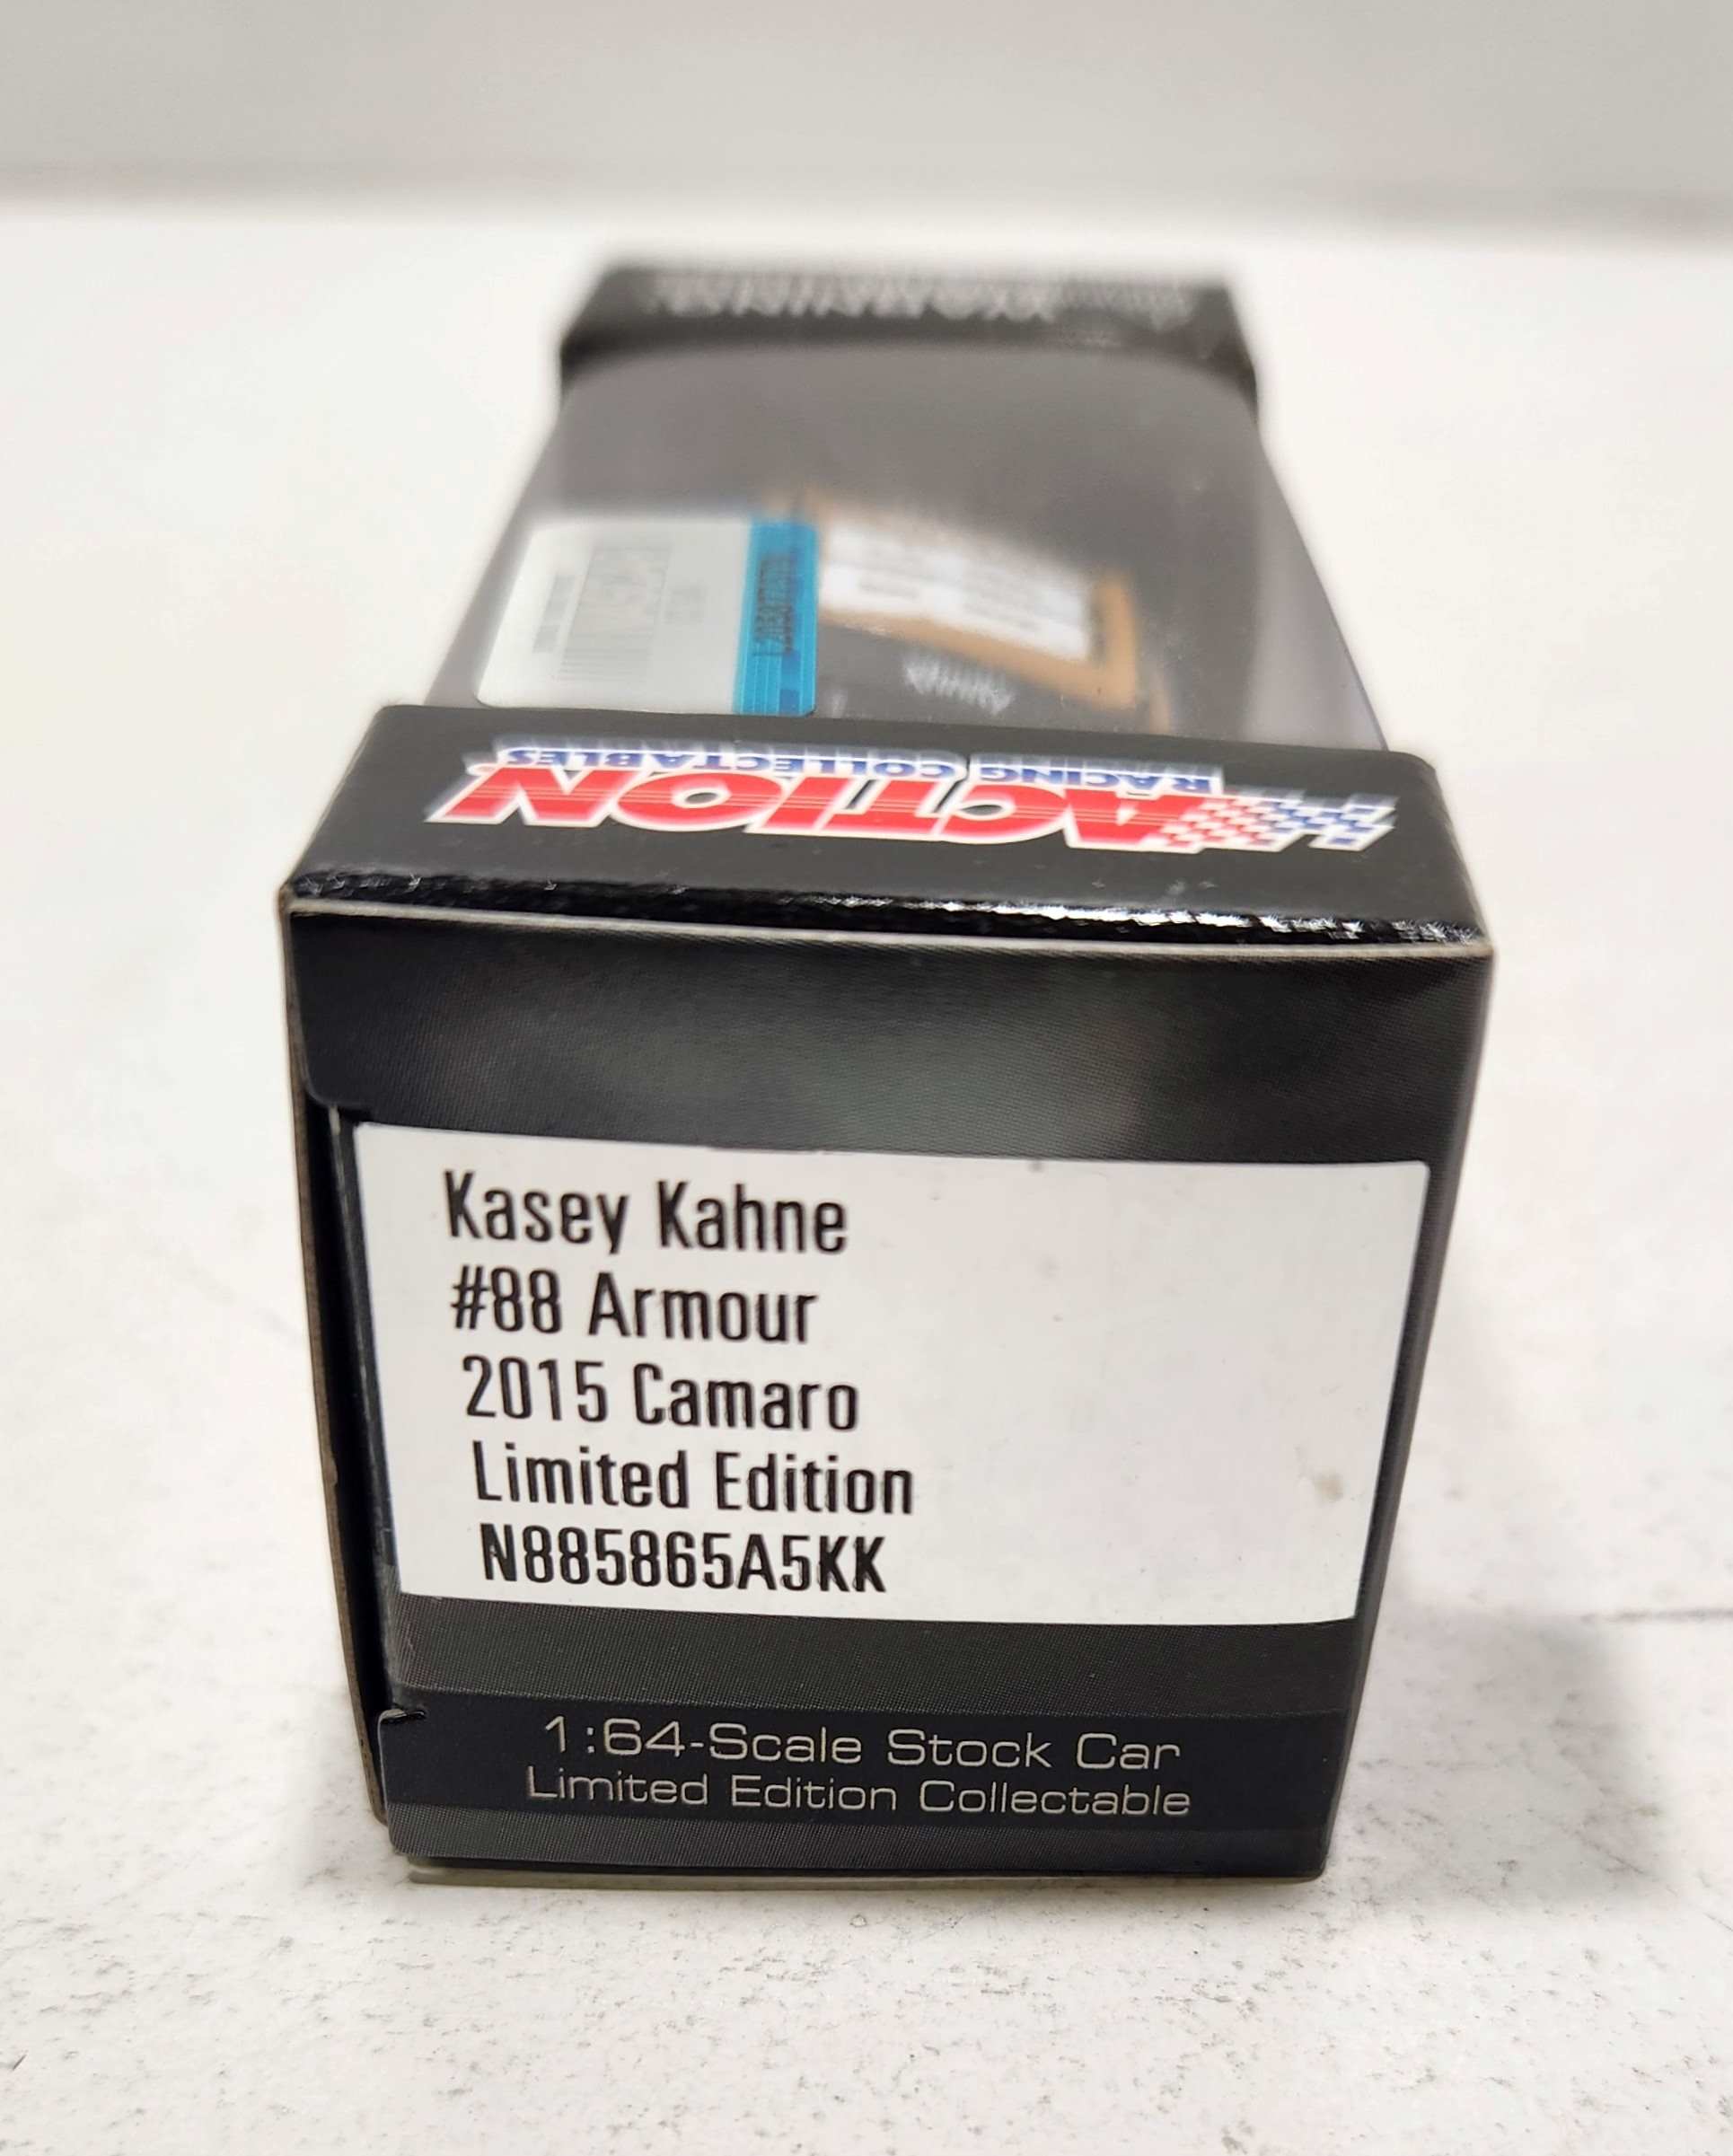 WARNING:
ACTION
RACING COLLECTABLES
Kasey Kahne
#88 Armour
2015 Camaro
Limited Edition
N885865A5KK
1:64-Scale Stock Car
Limited Edition Collectable